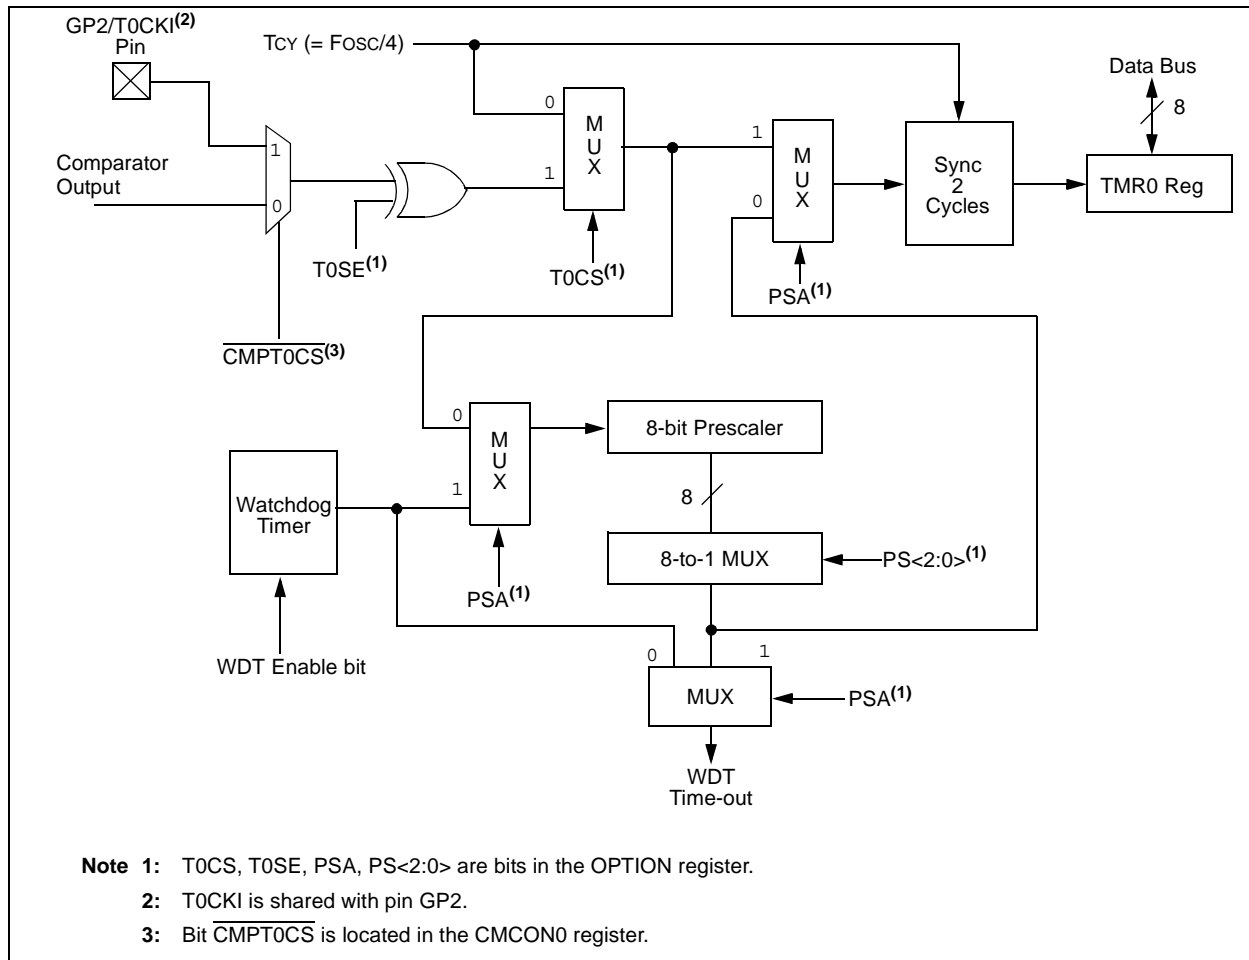 GP2/T0CKI(2)
Pin
TCY (= FOSC/4)
Data Bus
8
0
M
U
X
1
1
M
U
X
0
Sync
2
Cycles
TMR0 Reg
Comparator
Output
1
0
T0SE(1)
T0CS(1)
PSA(1)
CMPT0CS(3)
0
M
U
X
1
8-bit Prescaler
Watchdog
Timer
8
8-to-1 MUX
PS<2:0>(1)
PSA(1)
WDT Enable bit
0
1
MUX
PSA(1)
WDT
Time-out
Note 1: T0CS, T0SE, PSA, PS<2:0> are bits in the OPTION register.
2: T0CKI is shared with pin GP2.
3: Bit CMPT0CS is located in the CMCON0 register.